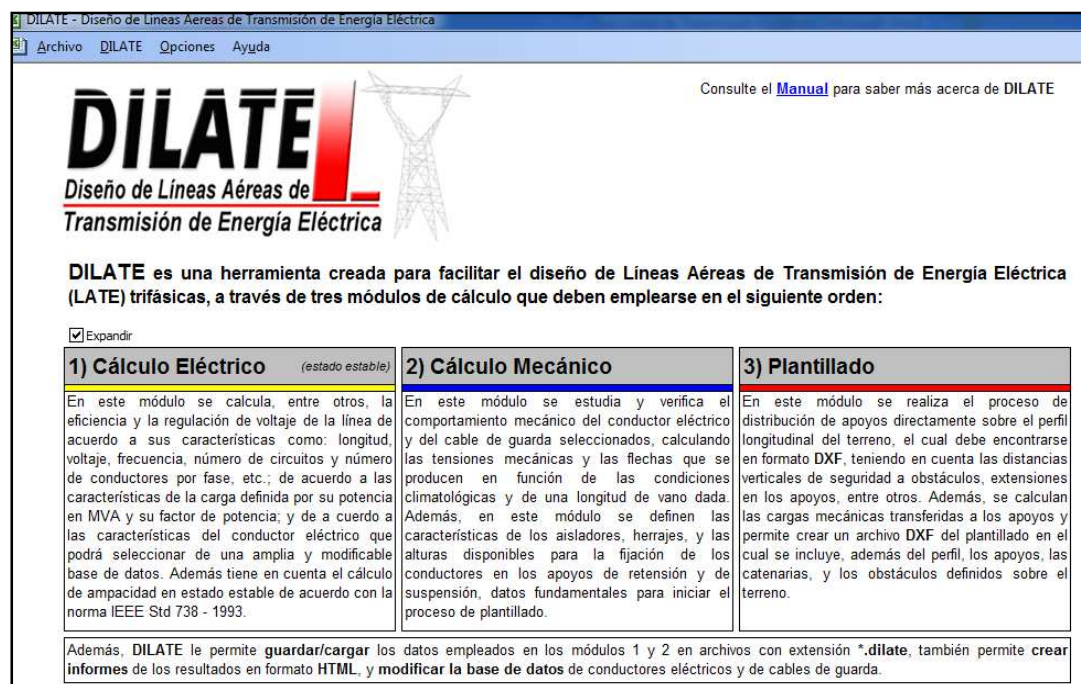 DILATE - Diseño de Lineas Aereas de Transmisión de Energía Eléctrica
Archivo DILATE Opciones Ayuda
Consulte el Manual para saber más acerca de DILATE
DILATE
Diseño de Líneas Aéreas de
Transmisión de Energía Eléctrica
DILATE es una herramienta creada para facilitar el diseño de Líneas Aéreas de Transmisión de Energía Eléctrica
(LATE) trifásicas, a través de tres módulos de cálculo que deben emplearse en el siguiente orden:
Expandir
1) Cálculo Eléctrico (estado estable)
En este módulo se calcula, entre otros, la
eficiencia y la regulación de voltaje de la línea de
acuerdo a sus características como: longitud,
voltaje, frecuencia, número de circuitos y número
de conductores por fase, etc.; de acuerdo a las
características de la carga definida por su potencia
en MVA y su factor de potencia; y de a cuerdo a
las características del conductor eléctrico que
podrá seleccionar de una amplia y modificable
base de datos. Además tiene en cuenta el cálculo
de ampacidad en estado estable de acuerdo con la
norma IEEE Std 738 - 1993.
2) Cálculo Mecánico
En este módulo se estudia y verifica el
comportamiento mecánico del conductor eléctrico
y del cable de guarda seleccionados, calculando
las tensiones mecánicas y las flechas que se
producen en función de las condiciones
climatológicas y de una longitud de vano dada.
Además, en este módulo se definen las
características de los aisladores, herrajes, y las
alturas disponibles para la fijación de los
conductores en los apoyos de retensión y de
suspensión, datos fundamentales para iniciar el
proceso de plantillado.
3) Plantillado
En este módulo se realiza el proceso de
distribución de apoyos directamente sobre el perfil
longitudinal del terreno, el cual debe encontrarse
en formato DXF, teniendo en cuenta las distancias
verticales de seguridad a obstáculos, extensiones
en los apoyos, entre otros. Además, se calculan
las cargas mecánicas transferidas a los apoyos y
permite crear un archivo DXF del plantillado en el
cual se incluye, además del perfil, los apoyos, las
catenarias, y los obstáculos definidos sobre el
terreno.
Además, DILATE le permite guardar/cargar los datos empleados en los módulos 1 y 2 en archivos con extensión *.dilate, también permite crear
informes de los resultados en formato HTML, y modificar la base de datos de conductores eléctricos y de cables de guarda.